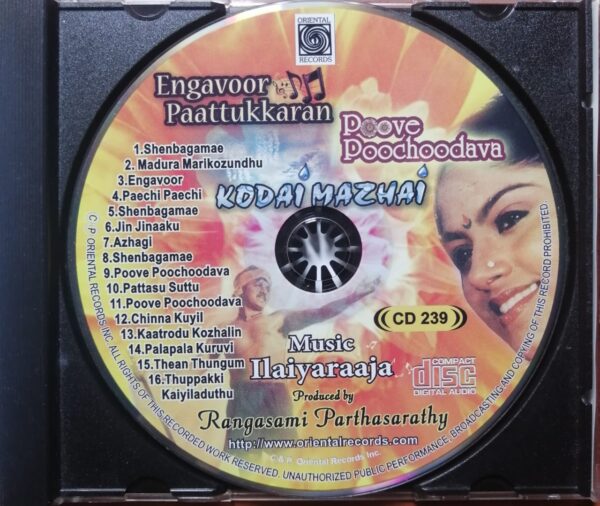 ORIENTAL
RECORDS
Engavoor
Paattukkaran
Poove
Poochoodava
KODAI MAZHAI
1.Shenbagamae
2. Madura Marikozundhu
3.Engavoor
4.Paechi Paechi
5.Shenbagamae
6.Jin Jinaaku
7.Azhagi
8.Shenbagamae
9.Poove Poochoodava
10.Pattasu Suttu
11.Poove Poochoodava
12.Chinna Kuyil
13.Kaatrodu Kozhalin
14.Palapala Kuruvi
15.Thean Thungum
16.Thuppakki
Kaiyiladuthu
CD 239
Music
Ilaiyaraaja
COMPACT
disc
DIGITAL AUDIO
Produced by
Rangasami Parthasarathy
http://www.orientalrecords.com
C & P. Oriental Records Inc.
C P. ORIENTAL RECORDS INC. ALL RIGHTS OF THIS RECORDED WORK RESERVED. UNAUTHORIZED PUBLIC PERFORMANCE, BROADCASTING AND COPYING OF THIS RECORD PROHIBITED.